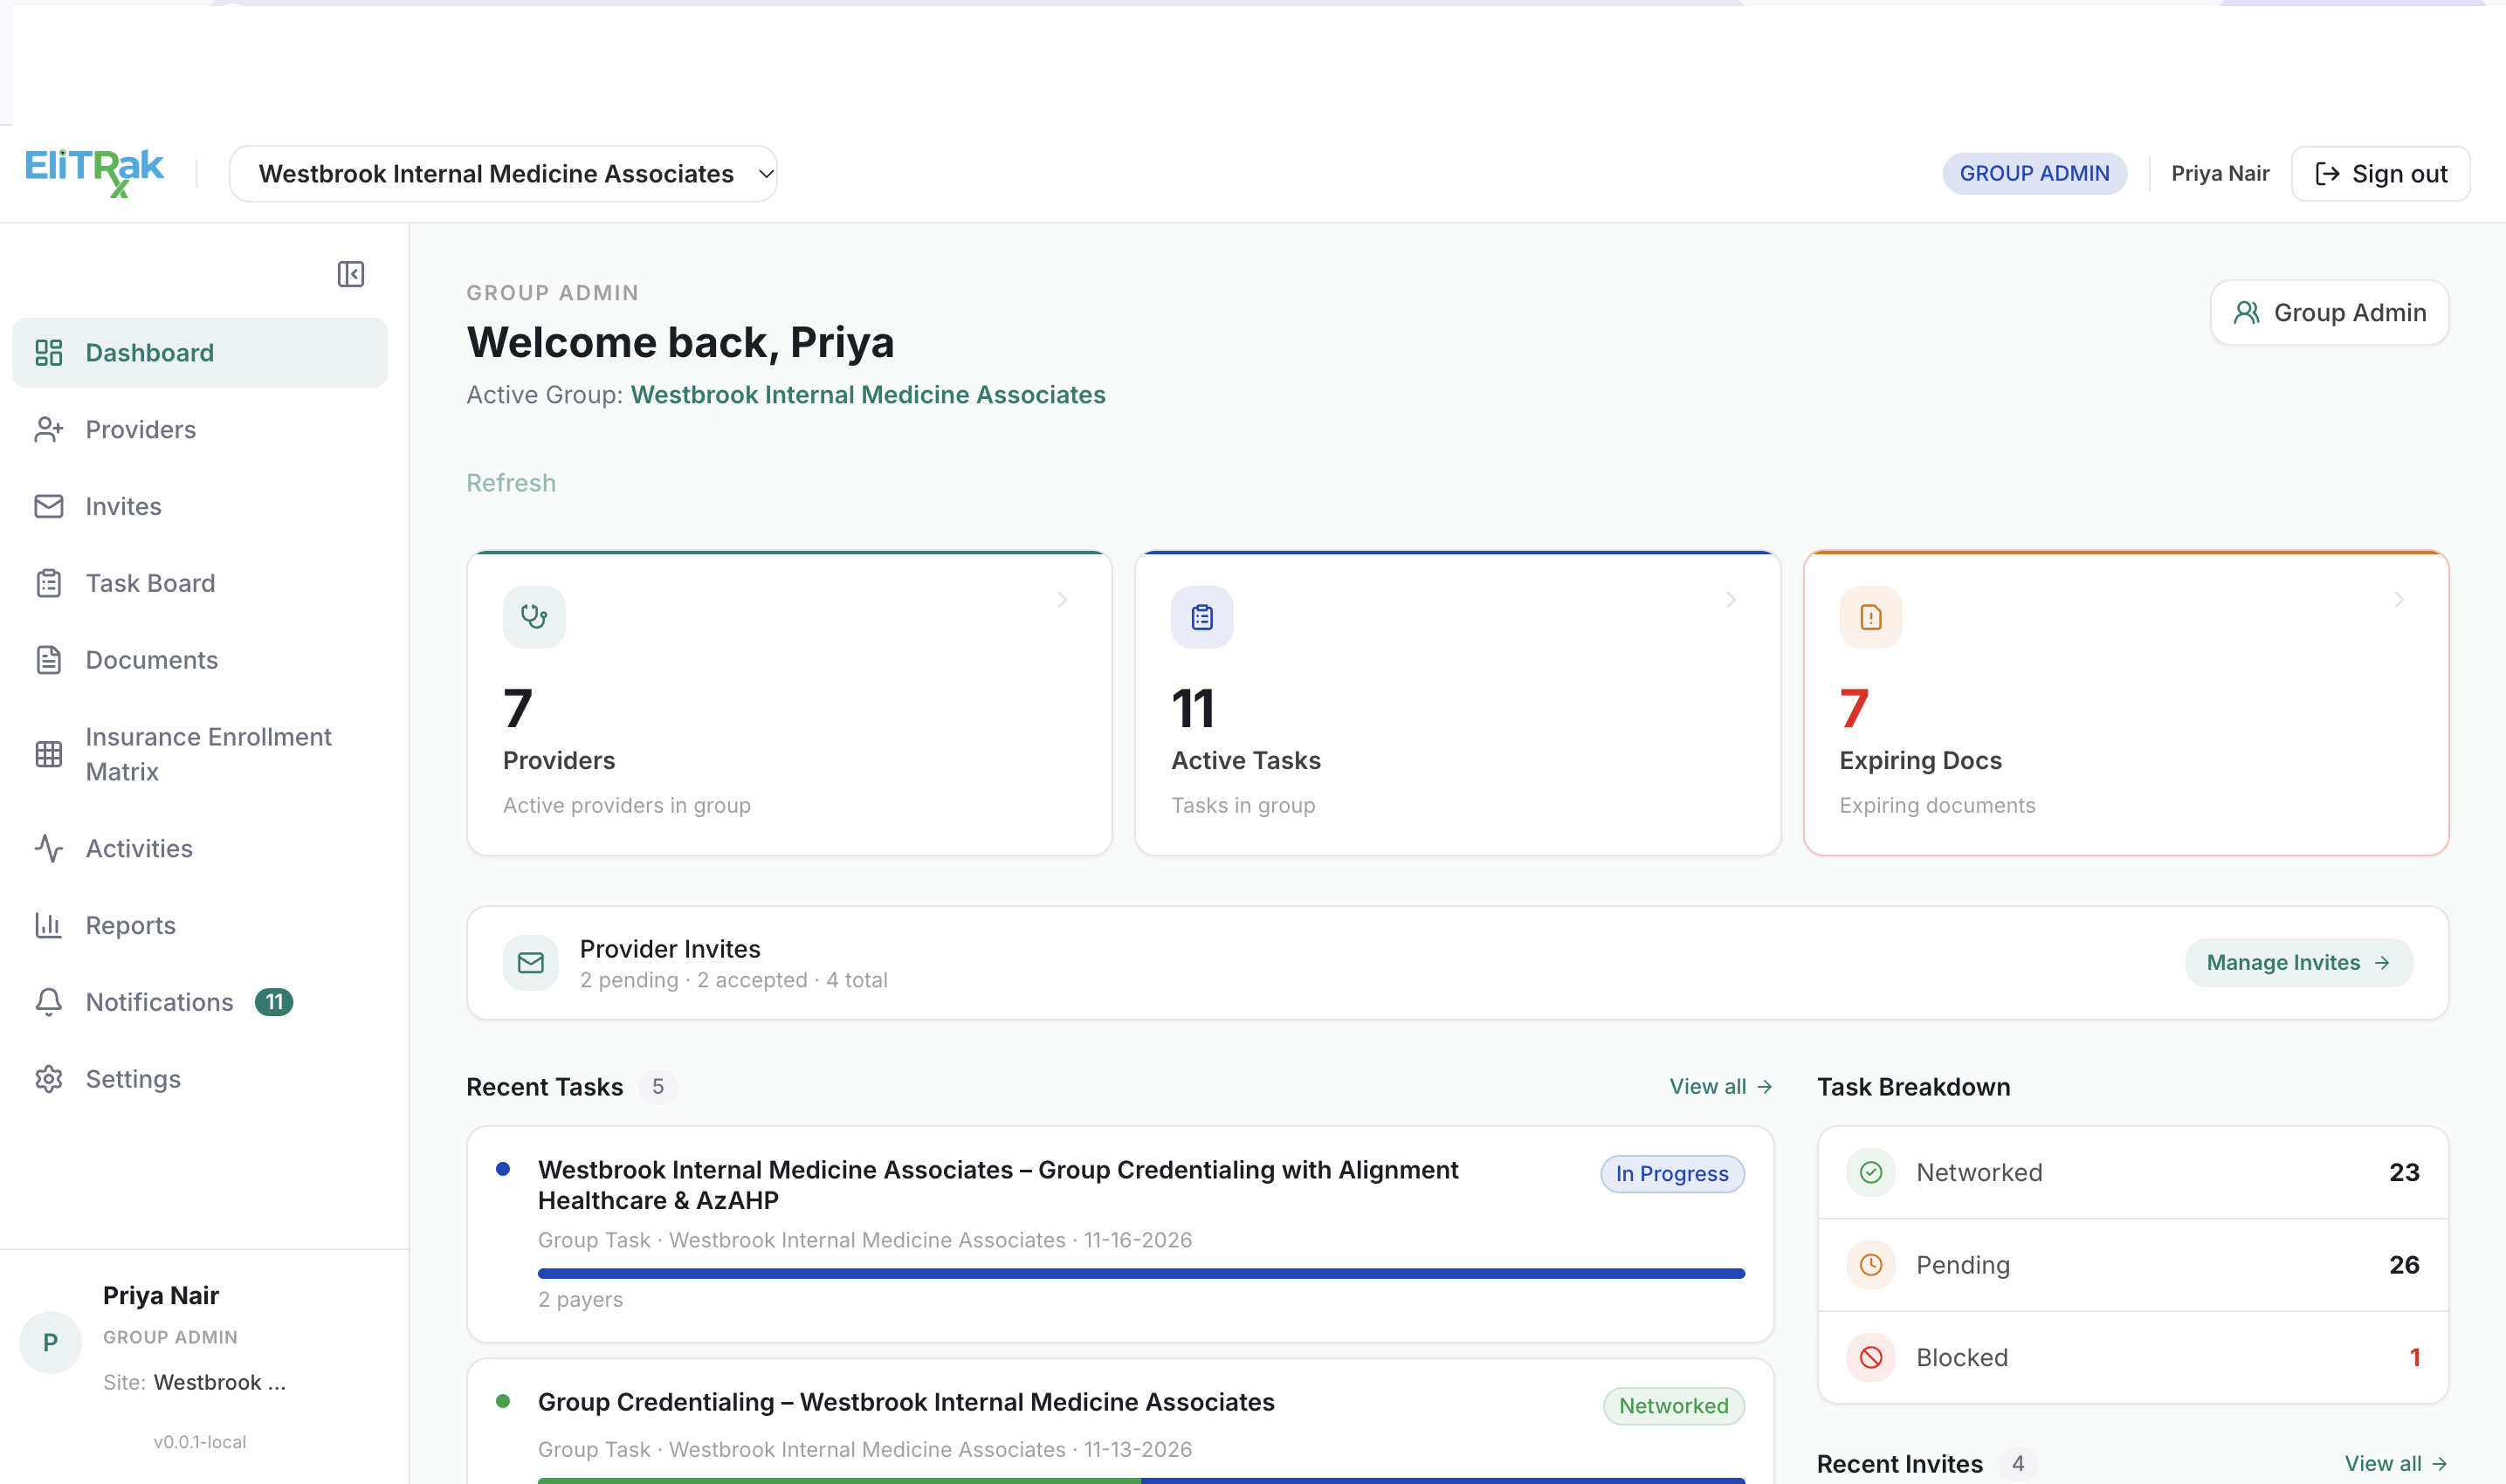 EliTRak
Rx
Westbrook Internal Medicine Associates
GROUP ADMIN
Priya Nair
Sign out
Dashboard
Providers
Invites
Task Board
Documents
Insurance Enrollment
Matrix
Activities
Reports
Notifications 11
Settings
Priya Nair
P
GROUP ADMIN
Site: Westbrook ...
v0.0.1-local
GROUP ADMIN
Welcome back, Priya
Active Group: Westbrook Internal Medicine Associates
Group Admin
Refresh
7
Providers
Active providers in group
11
Active Tasks
Tasks in group
7
Expiring Docs
Expiring documents
Provider Invites
2 pending · 2 accepted · 4 total
Manage Invites →
Recent Tasks 5
View all →
Westbrook Internal Medicine Associates – Group Credentialing with Alignment
Healthcare & AzAHP
In Progress
Group Task · Westbrook Internal Medicine Associates · 11-16-2026
2 payers
Group Credentialing – Westbrook Internal Medicine Associates
Networked
Group Task · Westbrook Internal Medicine Associates · 11-13-2026
Task Breakdown
Networked 23
Pending 26
Blocked 1
Recent Invites 4
View all →